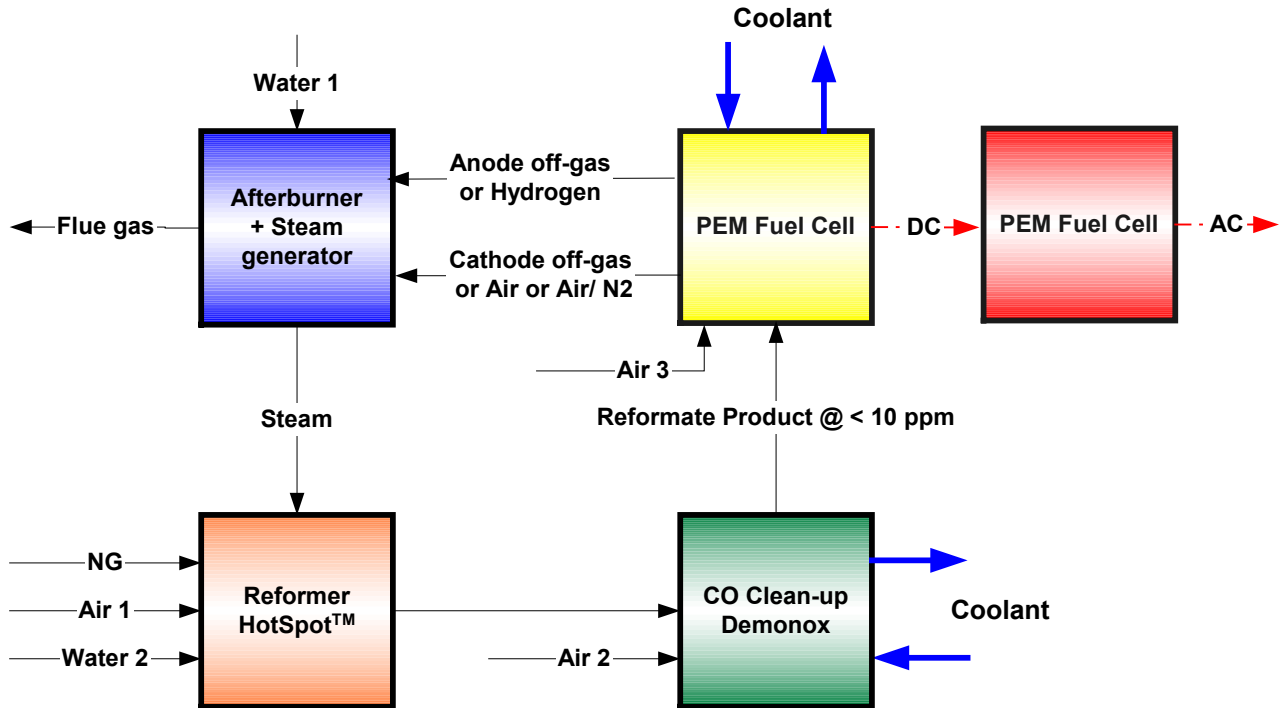 Coolant
Water 1
Anode off-gas
or Hydrogen
Afterburner
+ Steam
generator
Flue gas
PEM Fuel Cell
DC
PEM Fuel Cell
AC
Cathode off-gas
or Air or Air/ N2
Air 3
Steam
Reformate Product @ < 10 ppm
NG
Air 1
Water 2
Reformer
HotSpot™
CO Clean-up
Demonox
Air 2
Coolant